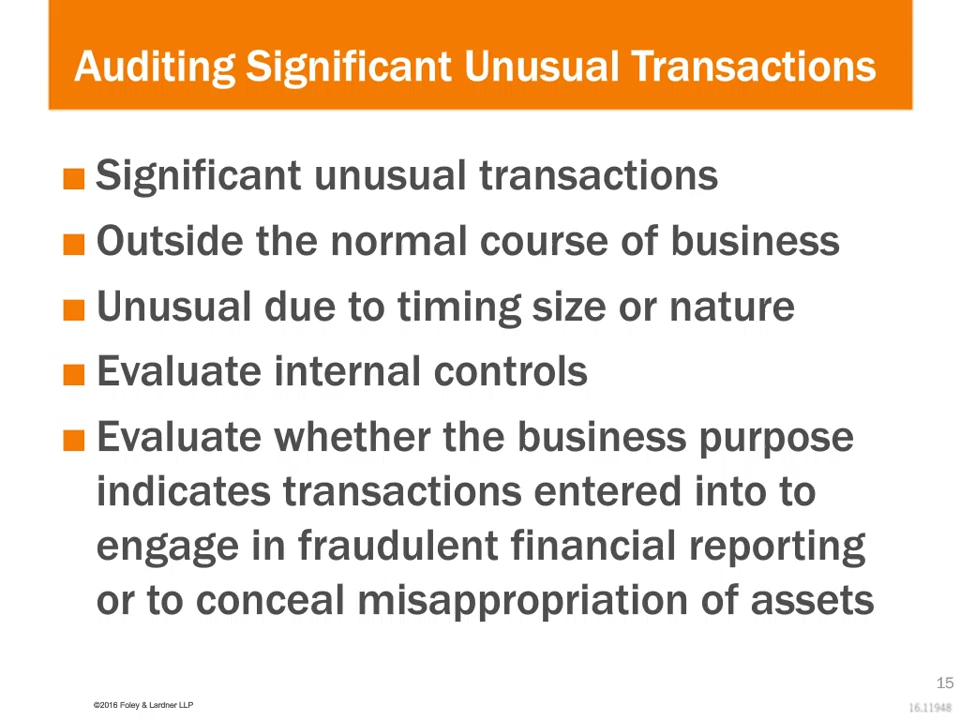 Auditing Significant Unusual Transactions
■ Significant unusual transactions
■ Outside the normal course of business
■ Unusual due to timing size or nature
■ Evaluate internal controls
■ Evaluate whether the business purpose
indicates transactions entered into to
engage in fraudulent financial reporting
or to conceal misappropriation of assets
15
©2016 Foley & Lardner LLP
16.11948